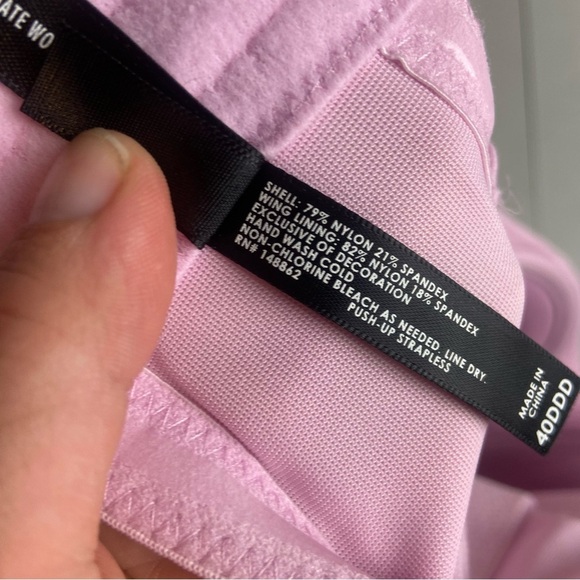 ATE WO
SHELL: 79% NYLON 21% SPANDEX
WING LINING: 82% NYLON 18% SPANDEX
EXCLUSIVE OF DECORATION
HAND WASH COLD
NON-CHLORINE BLEACH AS NEEDED. LINE DRY.
RN# 148862
PUSH-UP STRAPLESS
MADE IN
CHINA
40DDD